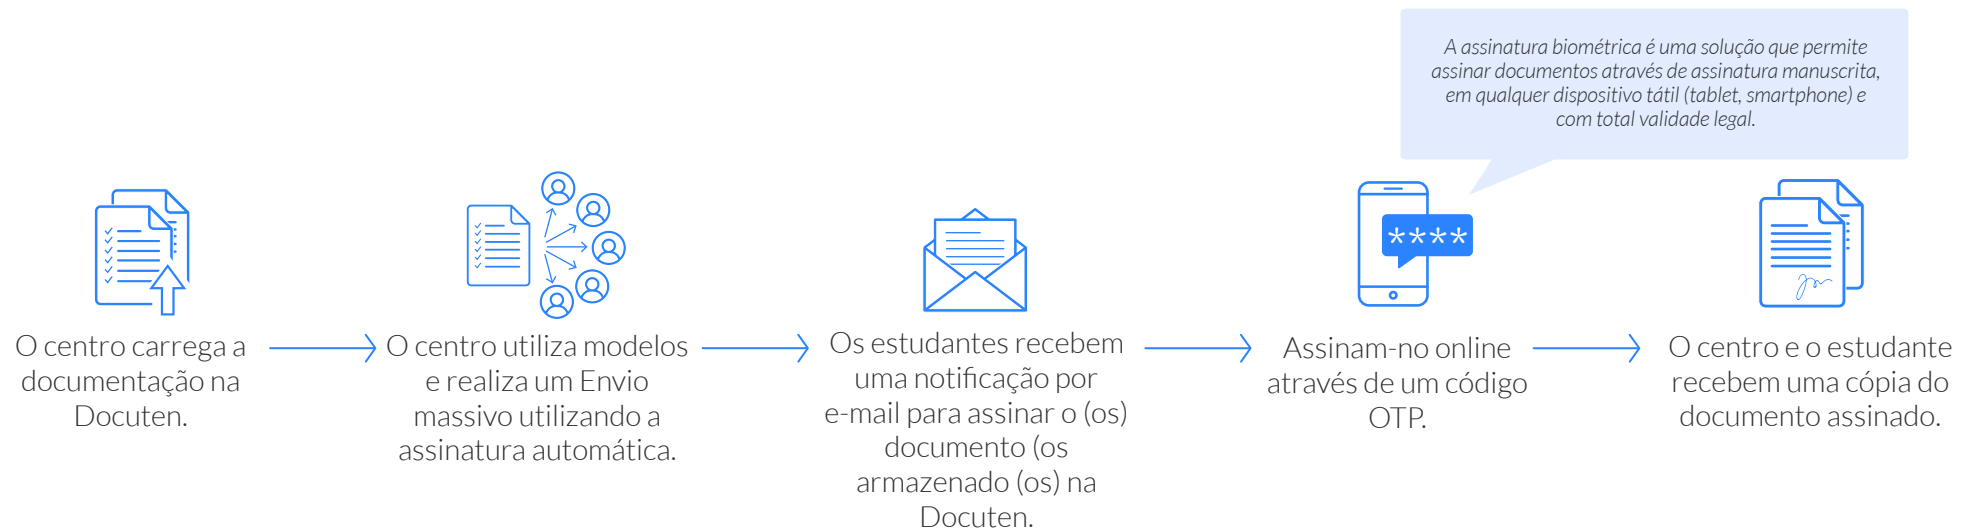 A assinatura biométrica é uma solução que permite
assinar documentos através de assinatura manuscrita,
em qualquer dispositivo tátil (tablet, smartphone) e
com total validade legal.
O centro carrega a
documentação na
Docuten.
O centro utiliza modelos
e realiza um Envio
massivo utilizando a
assinatura automática.
Os estudantes recebem
uma notificação por
e-mail para assinar o (os)
documento (os
armazenado (os) na
Docuten.
****
Assinam-no online
através de um código
OTP.
O centro e o estudante
recebem uma cópia do
documento assinado.